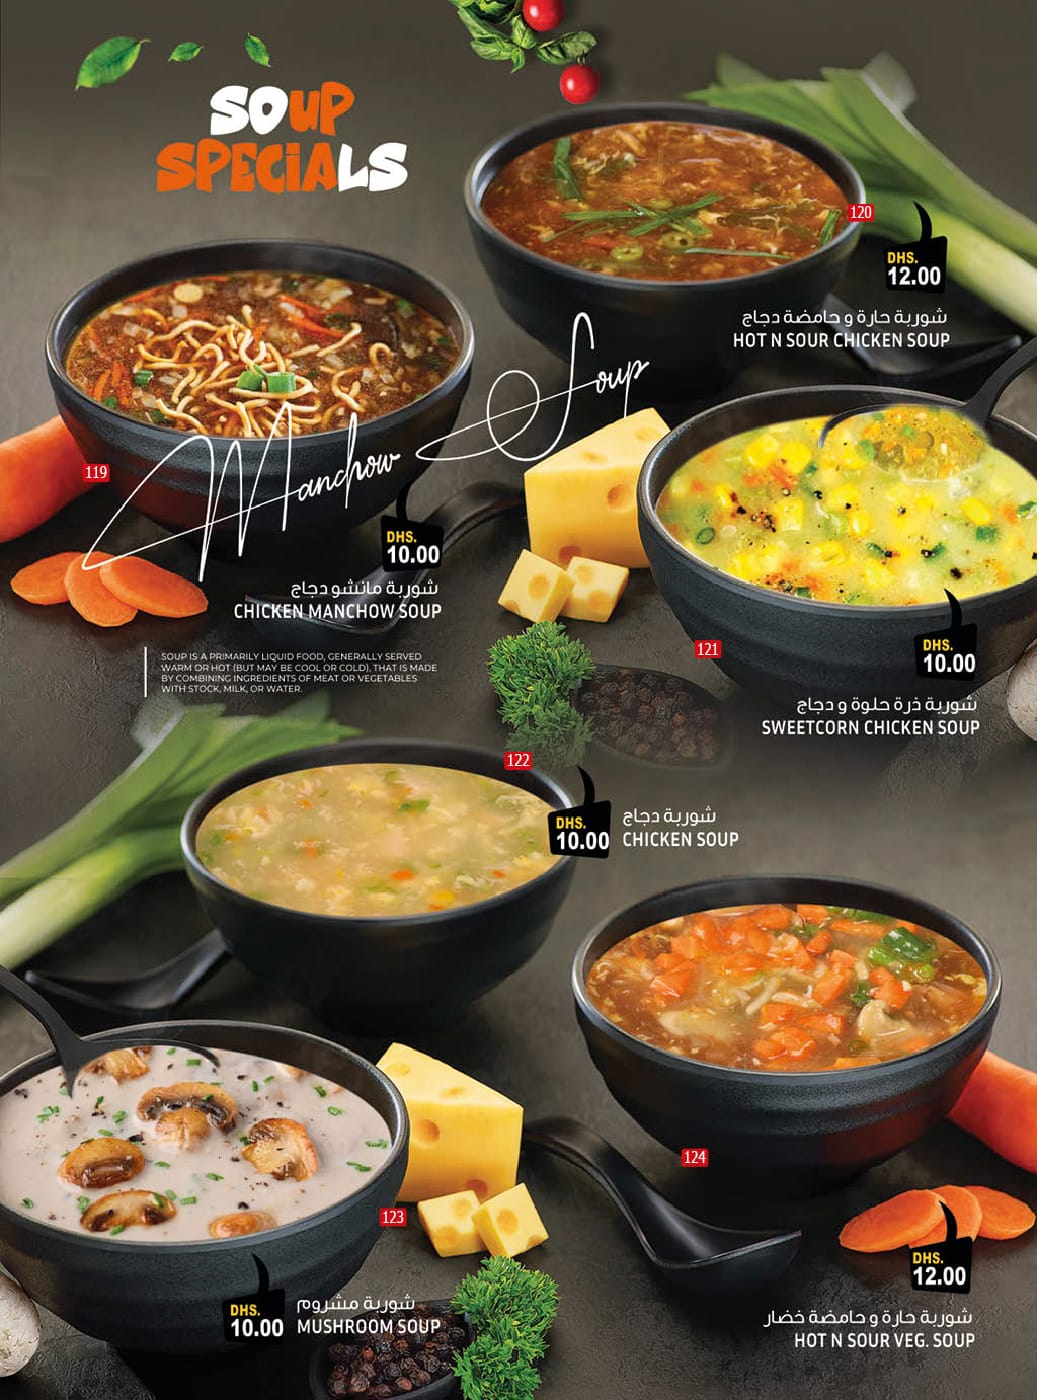 SOUP
SPECIALS
120
DHS.
12.00
شوربة حارة و حامضة دجاج
HOT N SOUR CHICKEN SOUP
Manchow Soup
119
DHS.
10.00
شوربة مانشو دجاج
CHICKEN MANCHOW SOUP
SOUP IS A PRIMARILY LIQUID FOOD, GENERALLY SERVED
WARM OR HOT (BUT MAY BE COOL OR COLD), THAT IS MADE
BY COMBINING INGREDIENTS OF MEAT OR VEGETABLES
WITH STOCK, MILK, OR WATER.
121
DHS.
10.00
شوربة ذرة حلوة و دجاج
SWEETCORN CHICKEN SOUP
122
DHS.
10.00
شوربة دجاج
CHICKEN SOUP
124
DHS.
12.00
شوربة حارة و حامضة خضار
HOT N SOUR VEG. SOUP
123
DHS.
10.00
شوربة مشروم
MUSHROOM SOUP